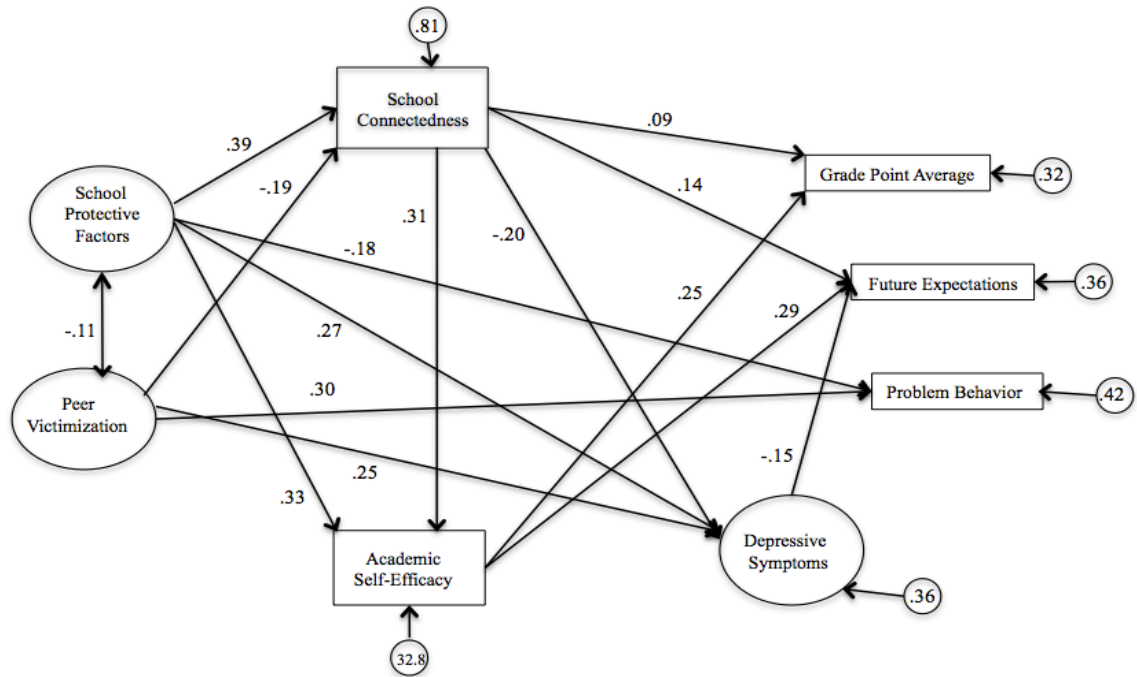 .81
School
Connectedness
.39
.09
Grade Point Average
.32
.14
-.19
School
Protective
Factors
.31
-.20
-.18
Future Expectations
.36
.25
.29
-.11
.27
Peer
Victimization
.30
Problem Behavior
.42
-.15
.25
.33
Depressive
Symptoms
Academic
Self-Efficacy
.36
32.8